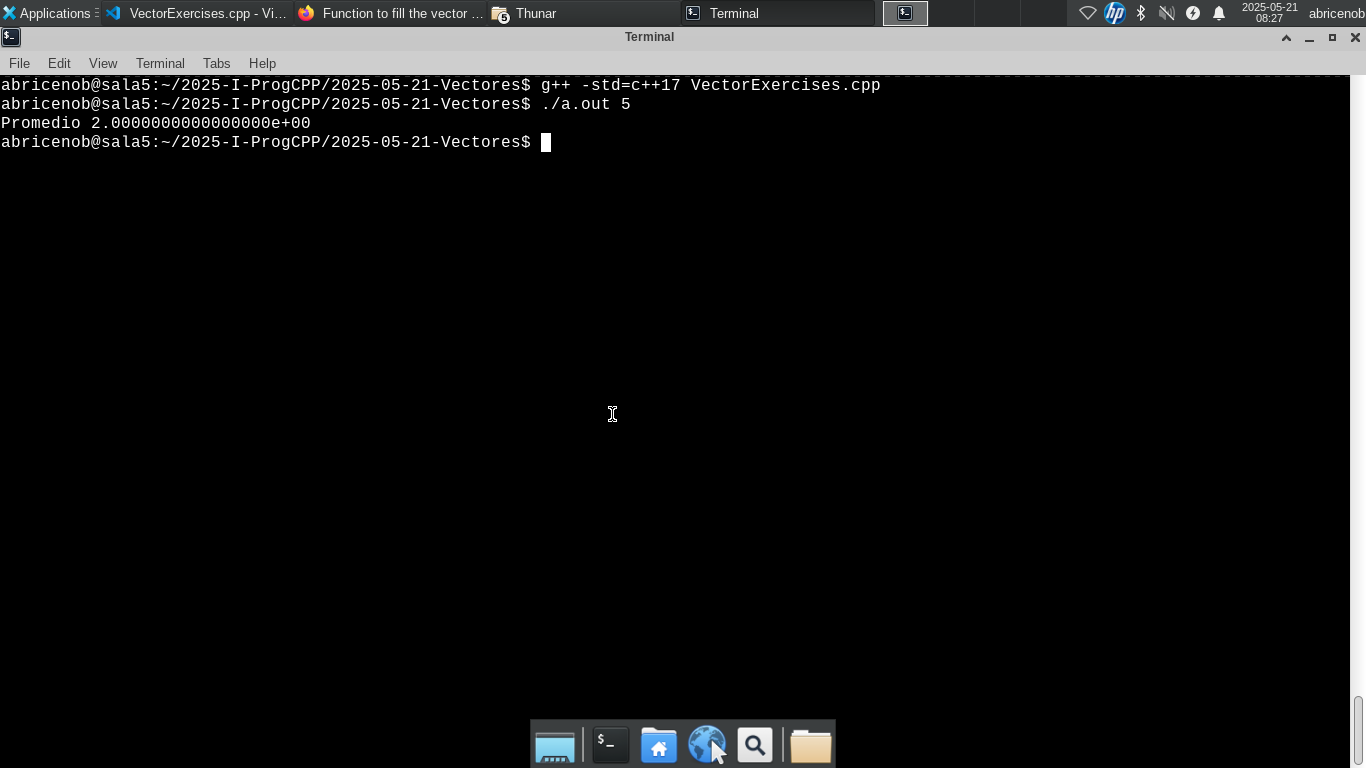 Applications
VectorExercises.cpp - Vi...
Function to fill the vector ...
5
Thunar
Terminal
hp
2025-05-21
08:27
abricenob
Terminal
File Edit View Terminal Tabs Help
abricenob@sala5:~/2025-I-ProgCPP/2025-05-21-Vectores$ g++ -std=c++17 VectorExercises.cpp
abricenob@sala5:~/2025-I-ProgCPP/2025-05-21-Vectores$ ./a.out 5
Promedio 2.0000000000000000e+00
abricenob@sala5:~/2025-I-ProgCPP/2025-05-21-Vectores$
$_